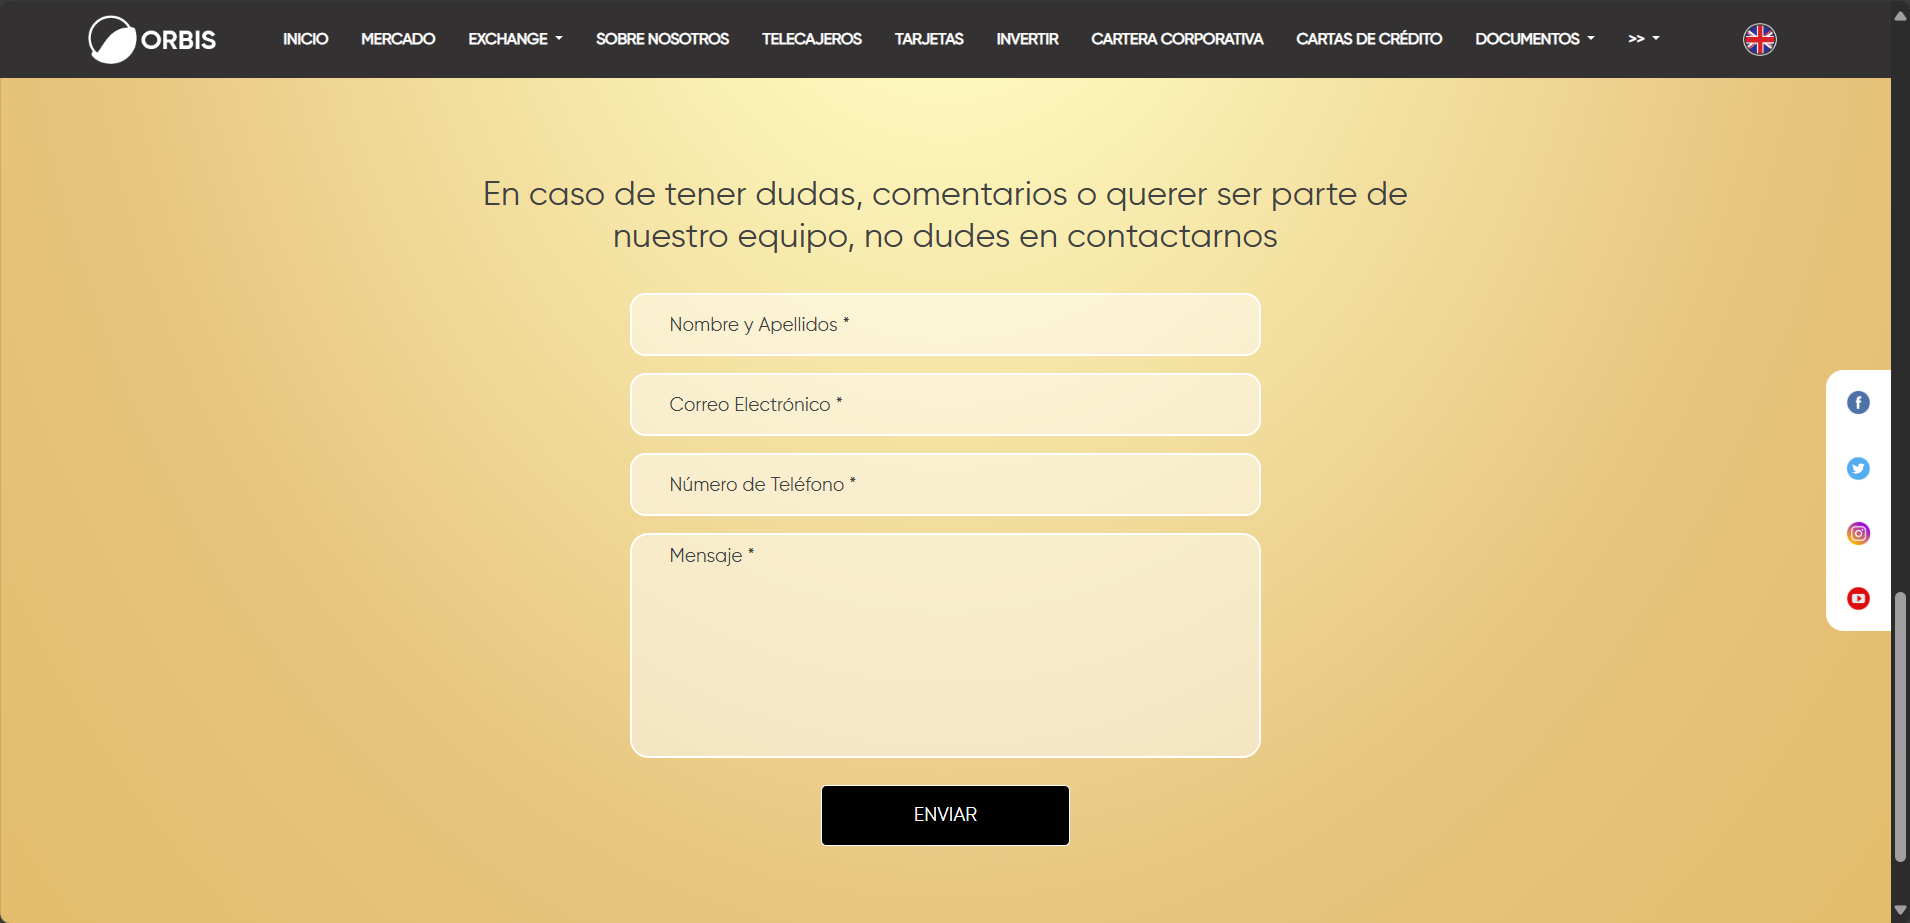 ORBIS
INICIO MERCADO EXCHANGE SOBRE NOSOTROS TELECAJEROS TARJETAS INVERTIR CARTERA CORPORATIVA CARTAS DE CRÉDITO DOCUMENTOS >>
En caso de tener dudas, comentarios o querer ser parte de
nuestro equipo, no dudes en contactarnos
Nombre y Apellidos *
Correo Electrónico *
Número de Teléfono *
Mensaje *
ENVIAR